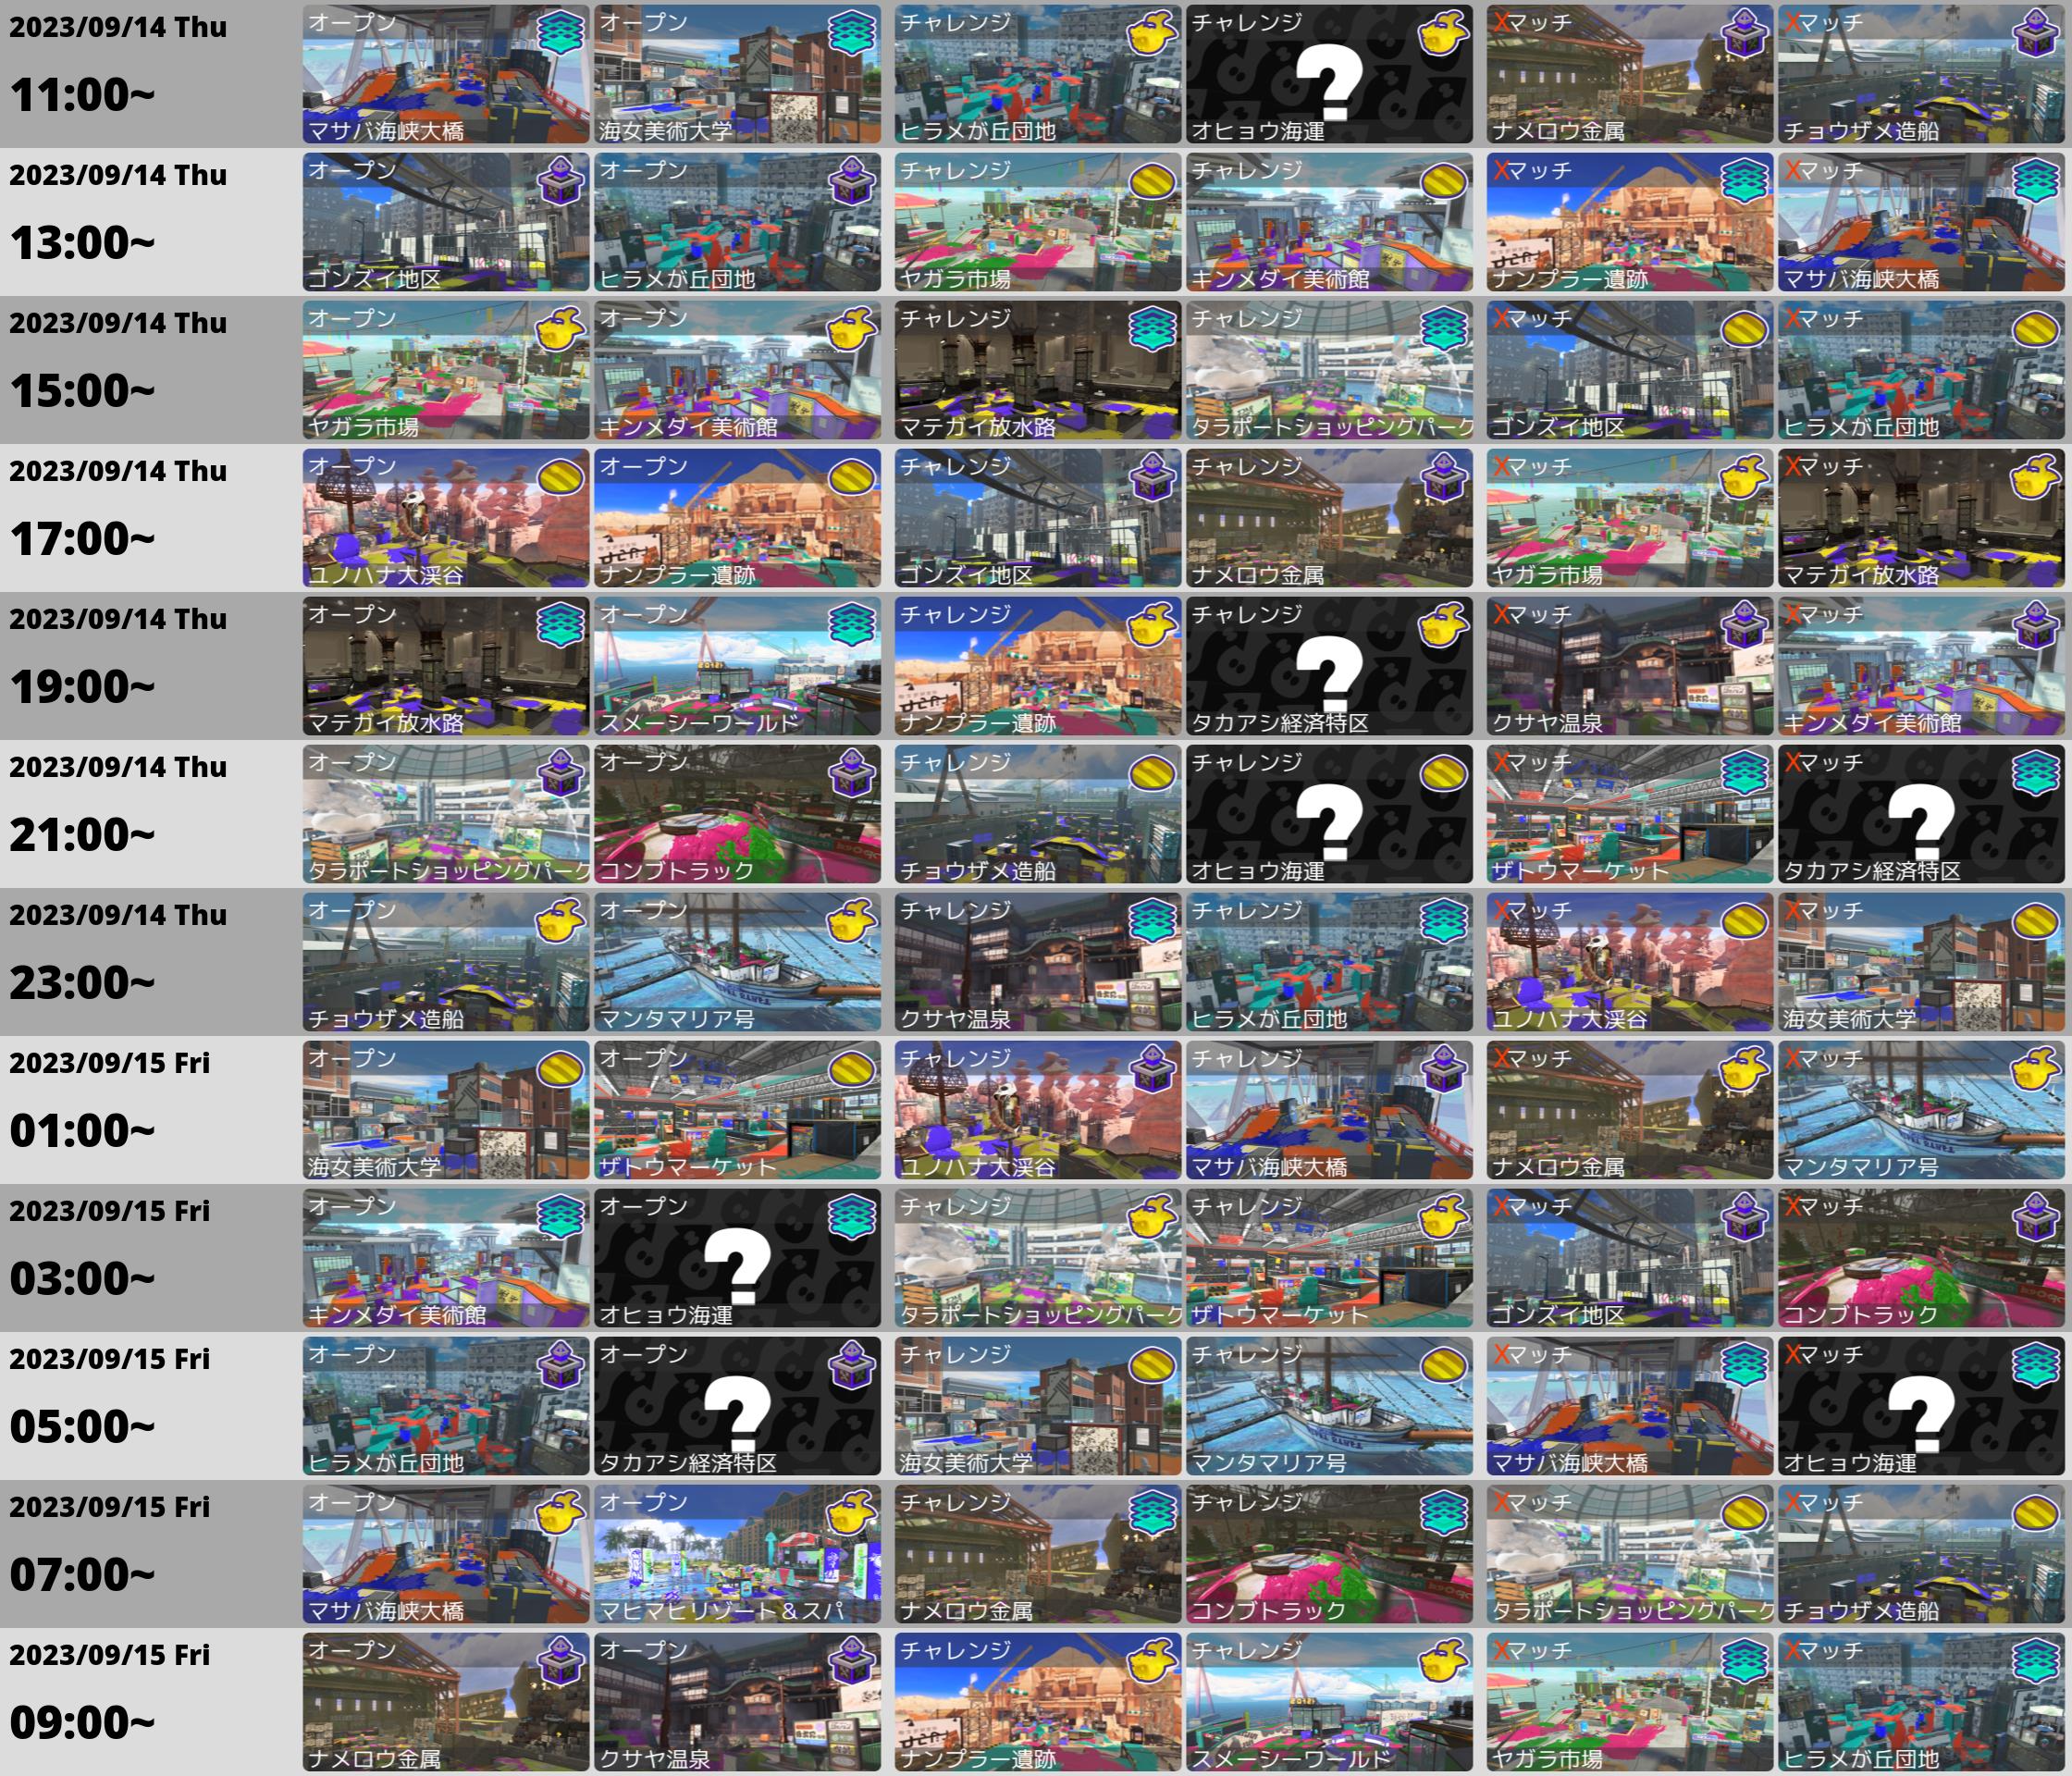 2023/09/14 Thu
11:00~
オープン
マサバ海峡大橋
オープン
海女美術大学
チャレンジ
ヒラメが丘団地
チャレンジ
?
オヒョウ海運
Xマッチ
ナメロウ金属
Xマッチ
チョウザメ造船
2023/09/14 Thu
13:00~
オープン
ゴンズイ地区
オープン
ヒラメが丘団地
チャレンジ
ヤガラ市場
チャレンジ
キンメダイ美術館
Xマッチ
ナンプラー遺跡
Xマッチ
マサバ海峡大橋
2023/09/14 Thu
15:00~
オープン
ヤガラ市場
オープン
キンメダイ美術館
チャレンジ
マテガイ放水路
チャレンジ
タラポートショッピングパーク
Xマッチ
ゴンズイ地区
Xマッチ
ヒラメが丘団地
2023/09/14 Thu
17:00~
オープン
ユノハナ大渓谷
オープン
ナンプラー遺跡
チャレンジ
ゴンズイ地区
チャレンジ
ナメロウ金属
Xマッチ
ヤガラ市場
Xマッチ
マテガイ放水路
2023/09/14 Thu
19:00~
オープン
マテガイ放水路
オープン
スメーシーワールド
チャレンジ
ナンプラー遺跡
チャレンジ
?
タカアシ経済特区
Xマッチ
クサヤ温泉
Xマッチ
キンメダイ美術館
2023/09/14 Thu
21:00~
オープン
タラポートショッピングパーク
オープン
コンブトラック
チャレンジ
チョウザメ造船
チャレンジ
?
オヒョウ海運
Xマッチ
ザトウマーケット
Xマッチ
?
タカアシ経済特区
2023/09/14 Thu
23:00~
オープン
チョウザメ造船
オープン
マンタマリア号
チャレンジ
クサヤ温泉
チャレンジ
ヒラメが丘団地
Xマッチ
ユノハナ大渓谷
Xマッチ
海女美術大学
2023/09/15 Fri
01:00~
オープン
海女美術大学
オープン
ザトウマーケット
チャレンジ
ユノハナ大渓谷
チャレンジ
マサバ海峡大橋
Xマッチ
ナメロウ金属
Xマッチ
マンタマリア号
2023/09/15 Fri
03:00~
オープン
キンメダイ美術館
オープン
?
オヒョウ海運
チャレンジ
タラポートショッピングパーク
チャレンジ
ザトウマーケット
Xマッチ
ゴンズイ地区
Xマッチ
コンブトラック
2023/09/15 Fri
05:00~
オープン
ヒラメが丘団地
オープン
?
タカアシ経済特区
チャレンジ
海女美術大学
チャレンジ
マンタマリア号
Xマッチ
マサバ海峡大橋
Xマッチ
?
オヒョウ海運
2023/09/15 Fri
07:00~
オープン
マサバ海峡大橋
オープン
マヒマヒリゾート＆スパ
チャレンジ
ナメロウ金属
チャレンジ
コンブトラック
Xマッチ
タラポートショッピングパーク
Xマッチ
チョウザメ造船
2023/09/15 Fri
09:00~
オープン
ナメロウ金属
オープン
クサヤ温泉
チャレンジ
ナンプラー遺跡
チャレンジ
スメーシーワールド
Xマッチ
ヤガラ市場
Xマッチ
ヒラメが丘団地